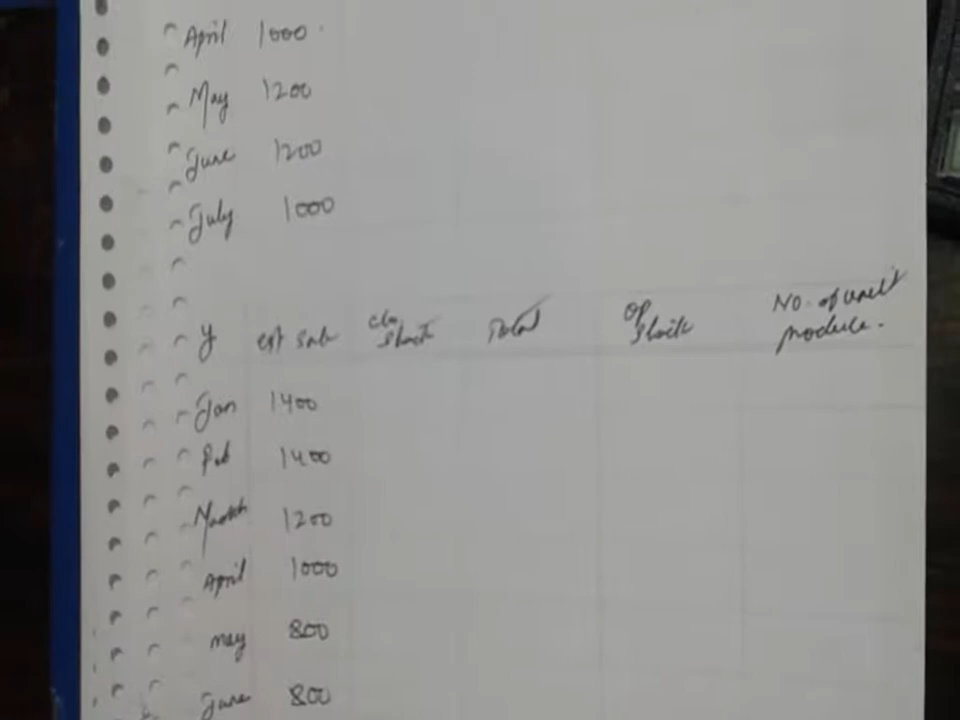 April 1000
May 1200
June 1200
July 1000
Y est sale clo Stock Total Op Stock No. of unit produce.
Jan 1400
Feb 1400
March 1200
April 1000
may 800
June 800